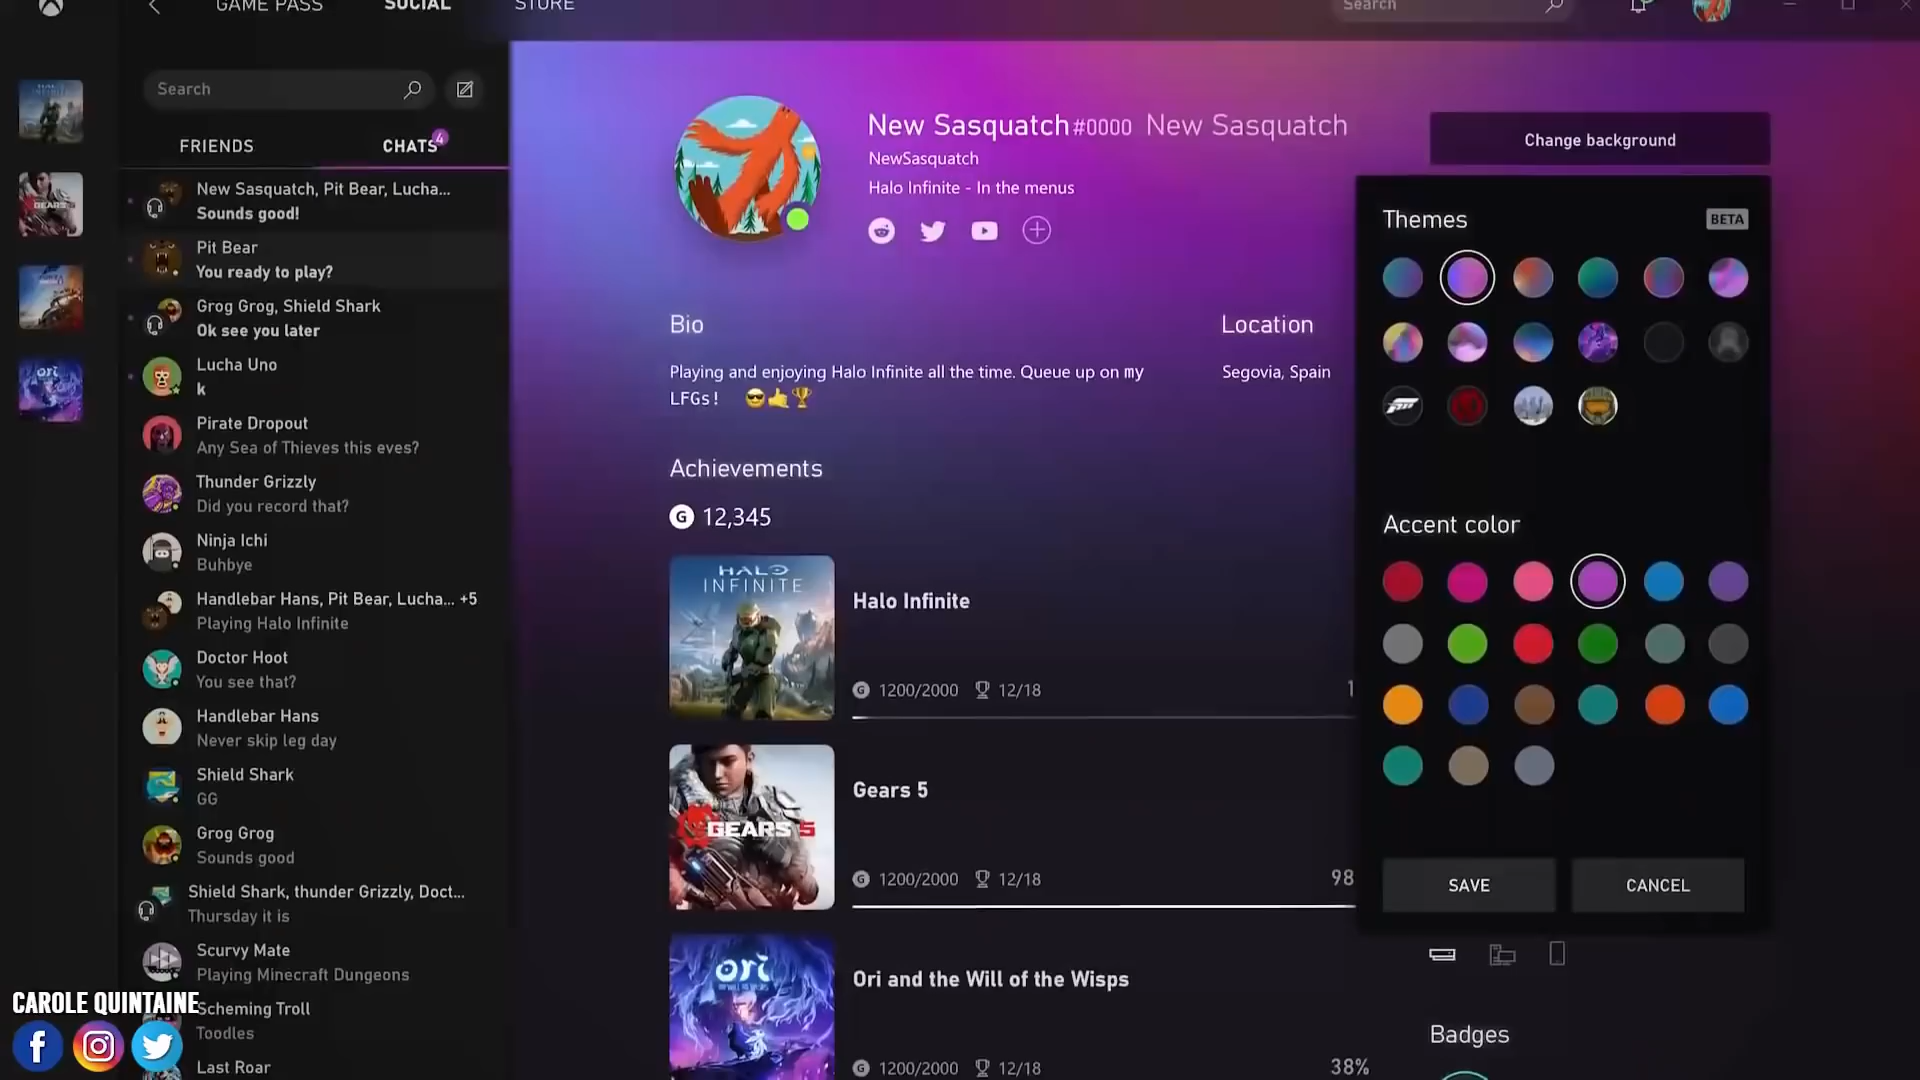 GAME PASS
SOCIAL
STORE
Search
Search
FRIENDS
CHATS
4
New Sasquatch, Pit Bear, Lucha...
Sounds good!
Pit Bear
You ready to play?
Grog Grog, Shield Shark
Ok see you later
Lucha Uno
k
Pirate Dropout
Any Sea of Thieves this eves?
Thunder Grizzly
Did you record that?
Ninja Ichi
Buhbye
Handlebar Hans, Pit Bear, Lucha... +5
Playing Halo Infinite
Doctor Hoot
You see that?
Handlebar Hans
Never skip leg day
Shield Shark
GG
Grog Grog
Sounds good
Shield Shark, thunder Grizzly, Doct...
Thursday it is
Scurvy Mate
Playing Minecraft Dungeons
Scheming Troll
Toodles
Last Roar
CAROLE QUINTAINE
New Sasquatch#0000 New Sasquatch
NewSasquatch
Halo Infinite - In the menus
Bio
Playing and enjoying Halo Infinite all the time. Queue up on my
LFGs! 😎🤙🏆
Location
Segovia, Spain
Achievements
G 12,345
HALO
INFINITE
Halo Infinite
G 1200/2000 12/18
1
GEARS 5
Gears 5
G 1200/2000 12/18
98
ori
Ori and the Will of the Wisps
G 1200/2000 12/18
38%
Change background
Themes
BETA
Accent color
SAVE
CANCEL
Badges